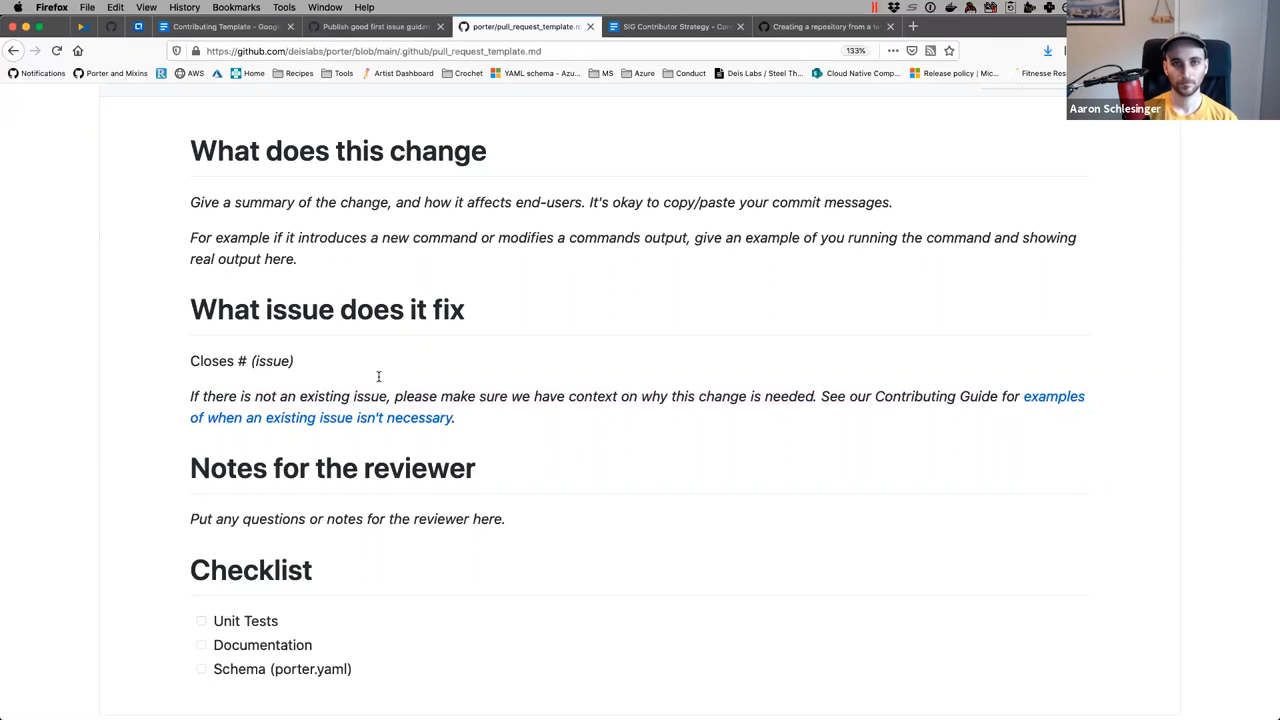 Firefox File Edit View History Bookmarks Tools Window Help
Contributing Template - Goog
Publish good first issue guidan
porter/pull_request_template.m
SIG Contributor Strategy - Con
Creating a repository from a te
https://github.com/deislabs/porter/blob/main/.github/pull_request_template.md
133%
Notifications Porter and Mixins AWS Home Recipes Tools Artist Dashboard Crochet YAML schema - Azu... MS Azure Conduct Deis Labs / Steel Th... Cloud Native Comp... Release policy | Mic... Fitnesse Res
Aaron Schlesinger
What does this change
Give a summary of the change, and how it affects end-users. It's okay to copy/paste your commit messages.
For example if it introduces a new command or modifies a commands output, give an example of you running the command and showing
real output here.
What issue does it fix
Closes # (issue)
If there is not an existing issue, please make sure we have context on why this change is needed. See our Contributing Guide for examples
of when an existing issue isn't necessary.
Notes for the reviewer
Put any questions or notes for the reviewer here.
Checklist
Unit Tests
Documentation
Schema (porter.yaml)